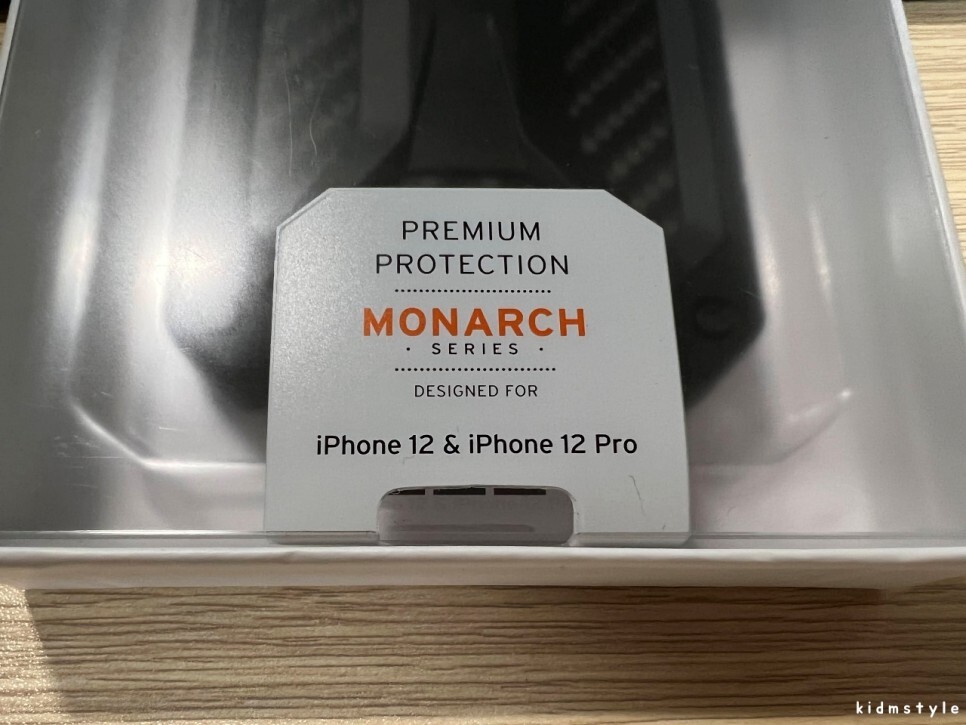 PREMIUM
PROTECTION
MONARCH
· SERIES ·
DESIGNED FOR
iPhone 12 & iPhone 12 Pro
kidmstyle